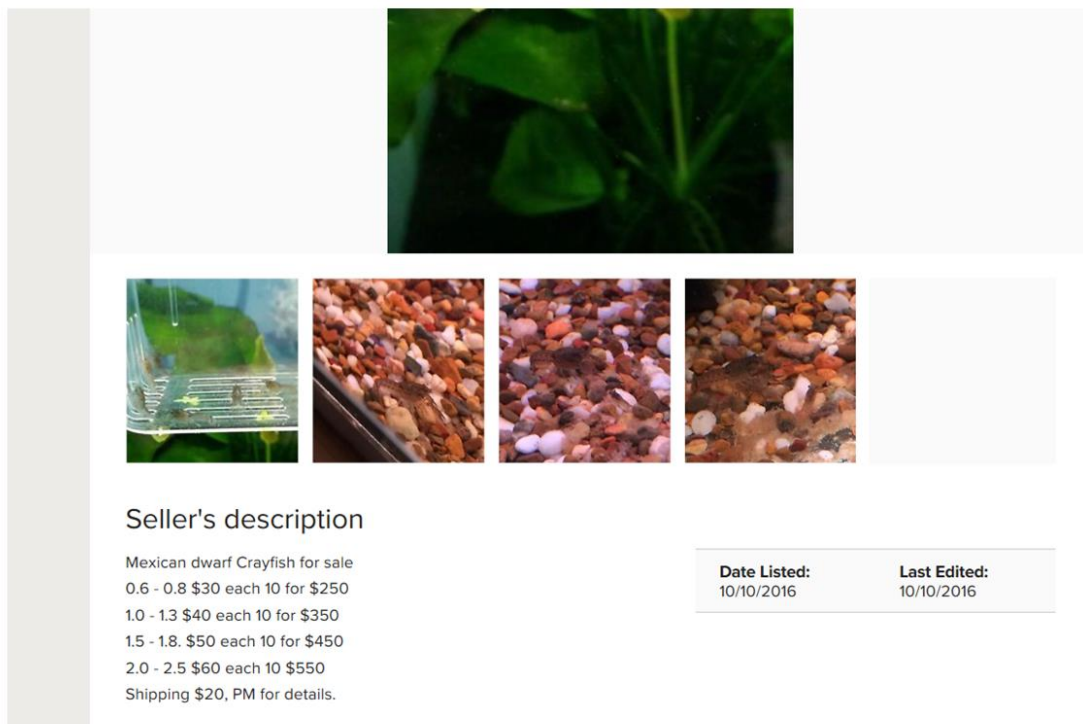 Seller's description
Mexican dwarf Crayfish for sale
0.6 - 0.8 $30 each 10 for $250
1.0 - 1.3 $40 each 10 for $350
1.5 - 1.8. $50 each 10 for $450
2.0 - 2.5 $60 each 10 $550
Shipping $20, PM for details.
Date Listed: Last Edited:
10/10/2016 10/10/2016